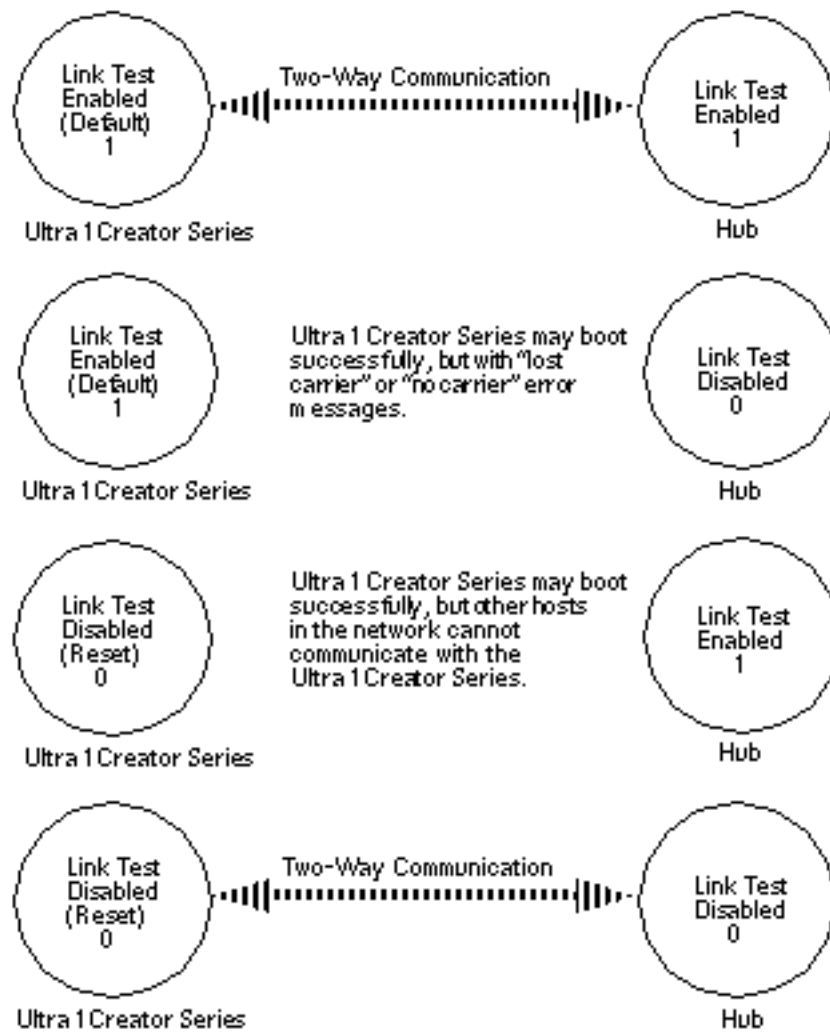 Link Test
Enabled
(Default)
1
Two-Way Communication
Link Test
Enabled
1
Ultra 1 Creator Series
Hub
Link Test
Enabled
(Default)
1
Ultra 1 Creator Series may boot
successfully, but with “lost
carrier” or “no carrier” error
messages.
Link Test
Disabled
0
Ultra 1 Creator Series
Hub
Link Test
Disabled
(Reset)
0
Ultra 1 Creator Series may boot
successfully, but other hosts
in the network cannot
communicate with the
Ultra 1 Creator Series.
Link Test
Enabled
1
Ultra 1 Creator Series
Hub
Link Test
Disabled
(Reset)
0
Two-Way Communication
Link Test
Disabled
0
Ultra 1 Creator Series
Hub